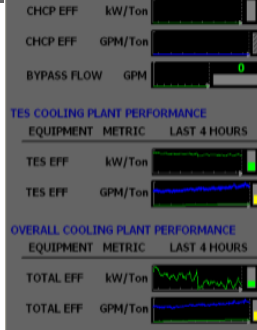 CHCP EFF kW/Ton
CHCP EFF GPM/Ton
BYPASS FLOW GPM 0
TES COOLING PLANT PERFORMANCE
EQUIPMENT METRIC LAST 4 HOURS
TES EFF kW/Ton
TES EFF GPM/Ton
OVERALL COOLING PLANT PERFORMANCE
EQUIPMENT METRIC LAST 4 HOURS
TOTAL EFF kW/Ton
TOTAL EFF GPM/Ton